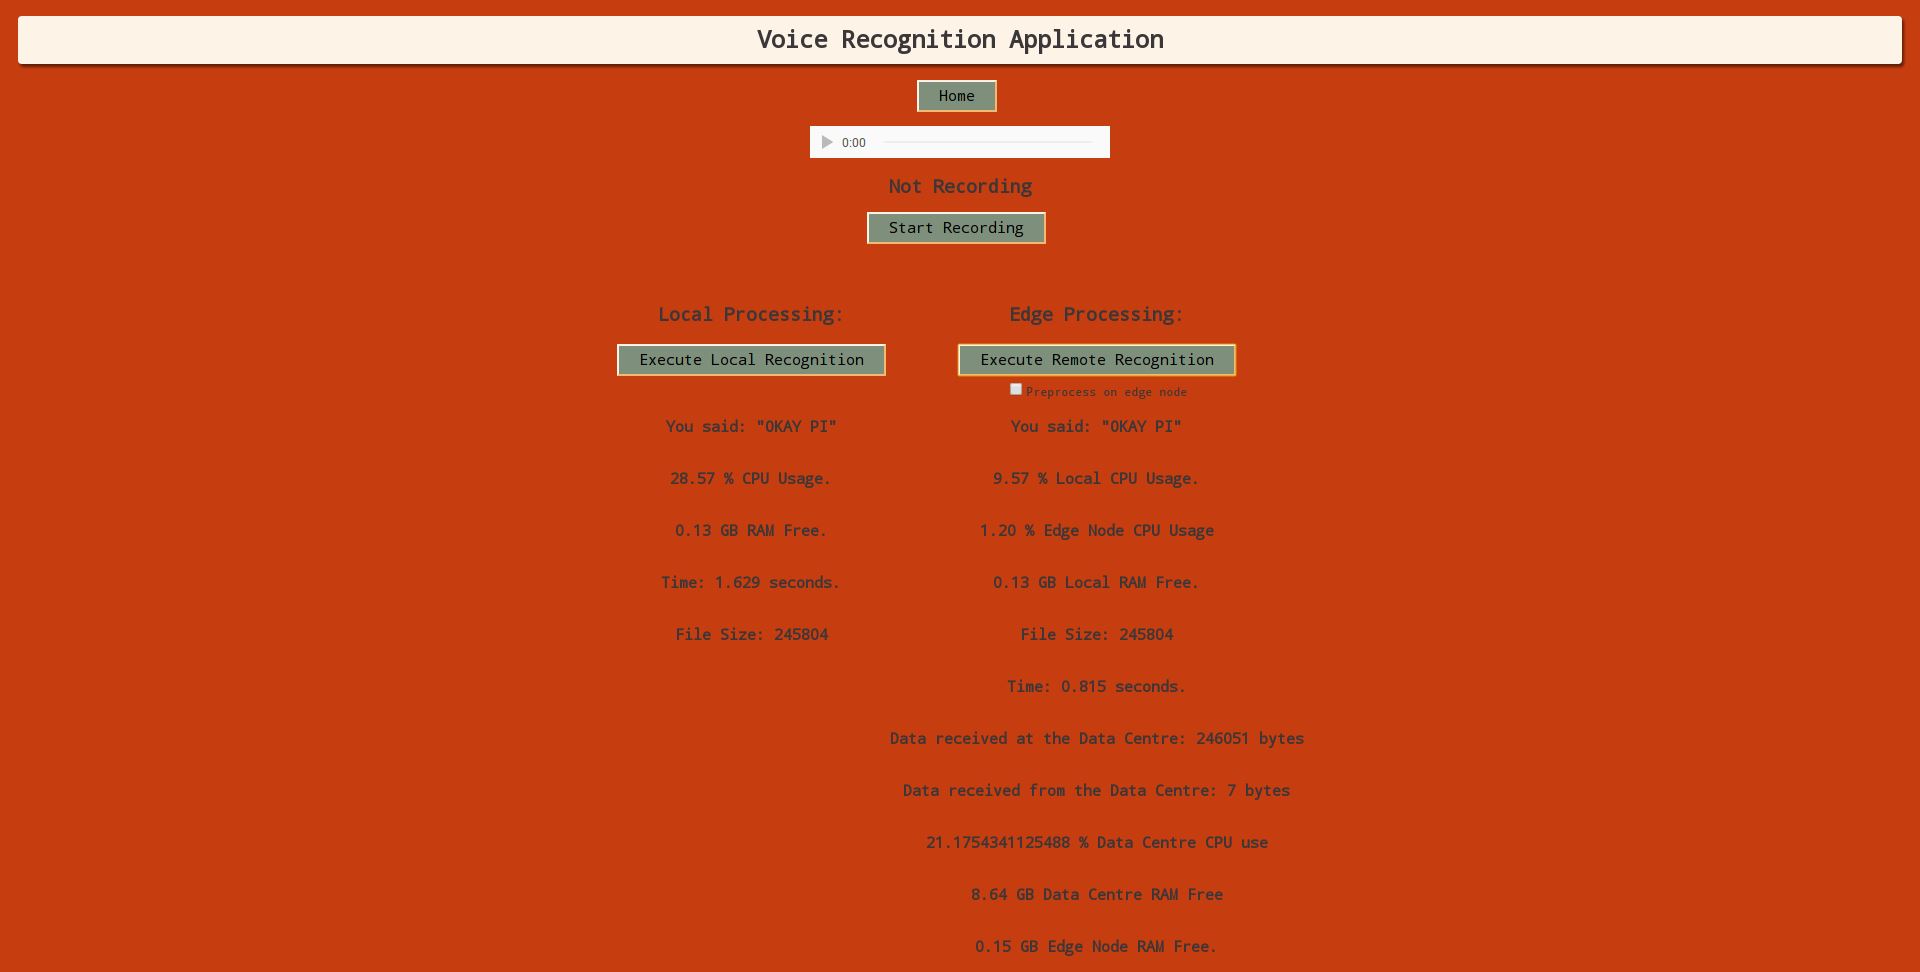 Voice Recognition Application
Home
0:00
Not Recording
Start Recording
Local Processing:
Execute Local Recognition
You said: "OKAY PI"
28.57 % CPU Usage.
0.13 GB RAM Free.
Time: 1.629 seconds.
File Size: 245804
Edge Processing:
Execute Remote Recognition
Preprocess on edge node
You said: "OKAY PI"
9.57 % Local CPU Usage.
1.20 % Edge Node CPU Usage
0.13 GB Local RAM Free.
File Size: 245804
Time: 0.815 seconds.
Data received at the Data Centre: 246051 bytes
Data received from the Data Centre: 7 bytes
21.1754341125488 % Data Centre CPU use
8.64 GB Data Centre RAM Free
0.15 GB Edge Node RAM Free.